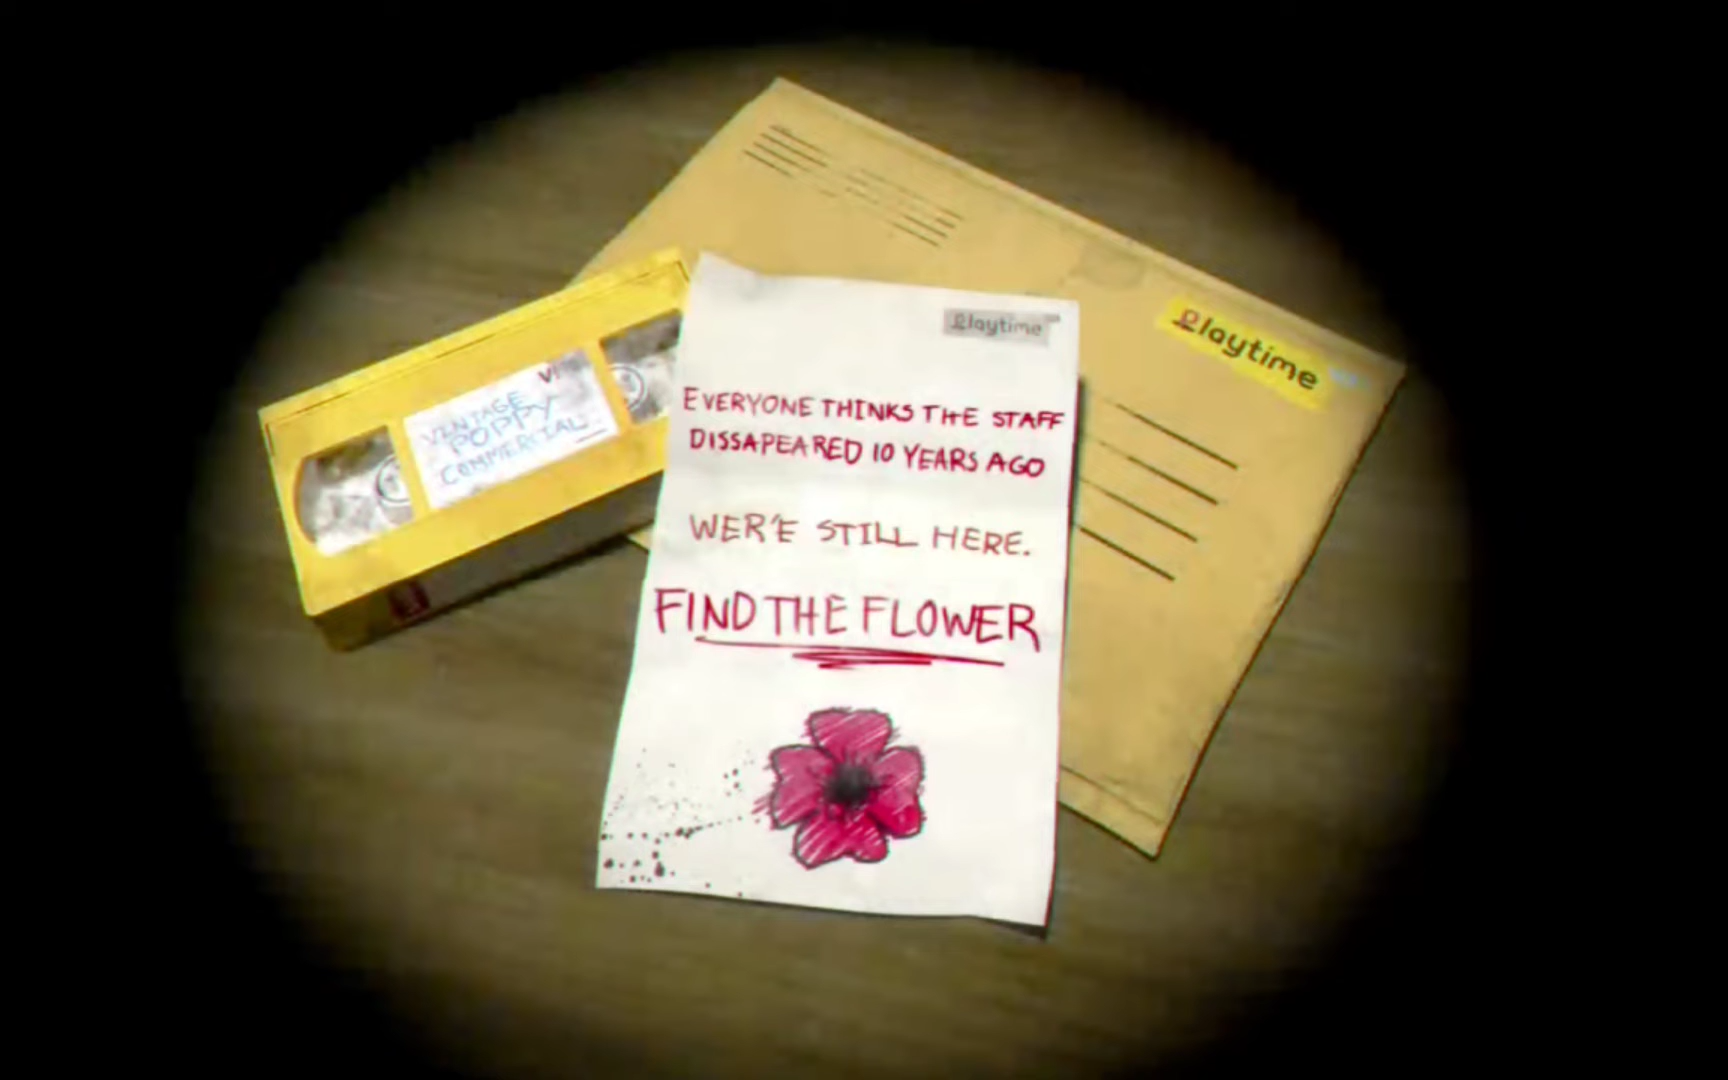 VINTAGE
POPPY
COMMERCIAL
Playtime
EVERYONE THINKS THE STAFF
DISSAPEARED 10 YEARS AGO
WER'E STILL HERE.
FIND THE FLOWER
Playtime